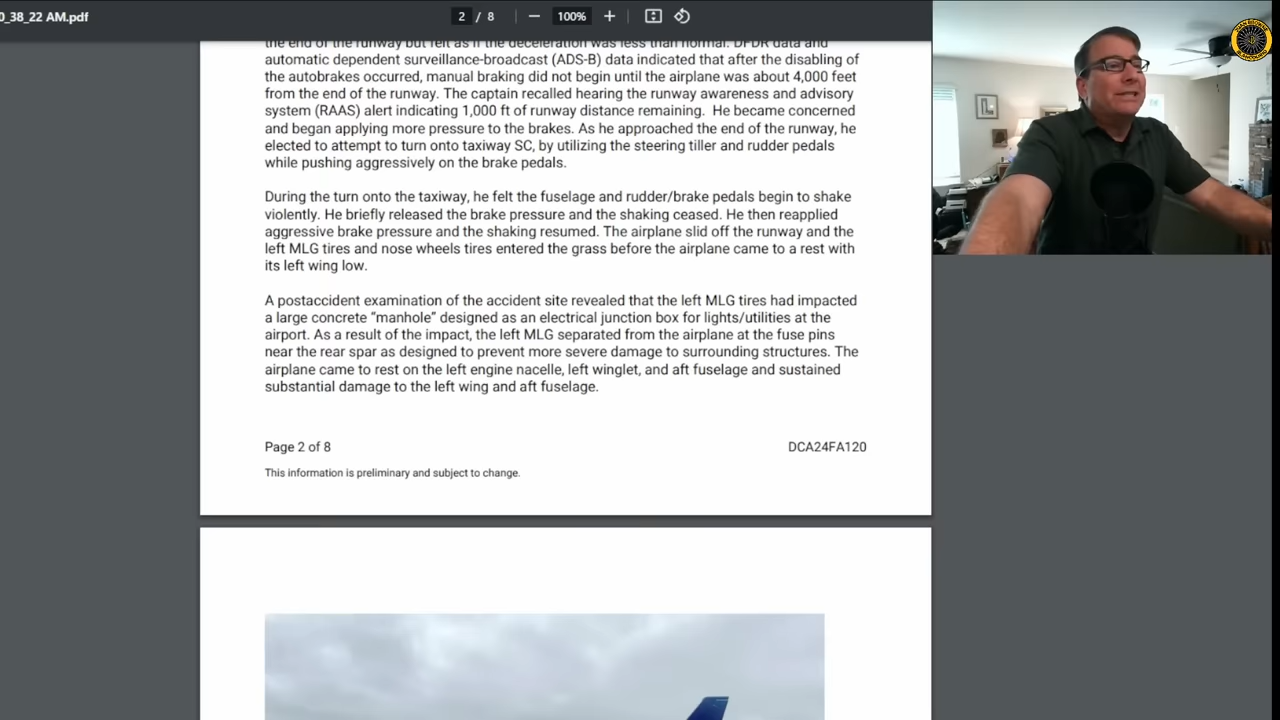 0_38_22 AM.pdf
2 / 8
100%
the end of the runway but felt as if the deceleration was less than normal. DFDR data and
automatic dependent surveillance-broadcast (ADS-B) data indicated that after the disabling of
the autobrakes occurred, manual braking did not begin until the airplane was about 4,000 feet
from the end of the runway. The captain recalled hearing the runway awareness and advisory
system (RAAS) alert indicating 1,000 ft of runway distance remaining.  He became concerned
and began applying more pressure to the brakes. As he approached the end of the runway, he
elected to attempt to turn onto taxiway SC, by utilizing the steering tiller and rudder pedals
while pushing aggressively on the brake pedals.
During the turn onto the taxiway, he felt the fuselage and rudder/brake pedals begin to shake
violently. He briefly released the brake pressure and the shaking ceased. He then reapplied
aggressive brake pressure and the shaking resumed. The airplane slid off the runway and the
left MLG tires and nose wheels tires entered the grass before the airplane came to a rest with
its left wing low.
A postaccident examination of the accident site revealed that the left MLG tires had impacted
a large concrete “manhole” designed as an electrical junction box for lights/utilities at the
airport. As a result of the impact, the left MLG separated from the airplane at the fuse pins
near the rear spar as designed to prevent more severe damage to surrounding structures. The
airplane came to rest on the left engine nacelle, left winglet, and aft fuselage and sustained
substantial damage to the left wing and aft fuselage.
Page 2 of 8
DCA24FA120
This information is preliminary and subject to change.